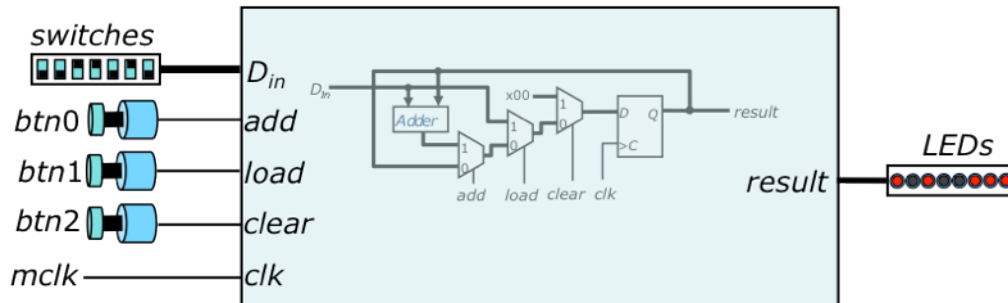 switches
D_in
btn0
add
btn1
load
btn2
clear
mclk
clk
D_In
Adder
x00
1
0
1
0
1
0
D
Q
>C
add
load
clear
clk
result
result
LEDs